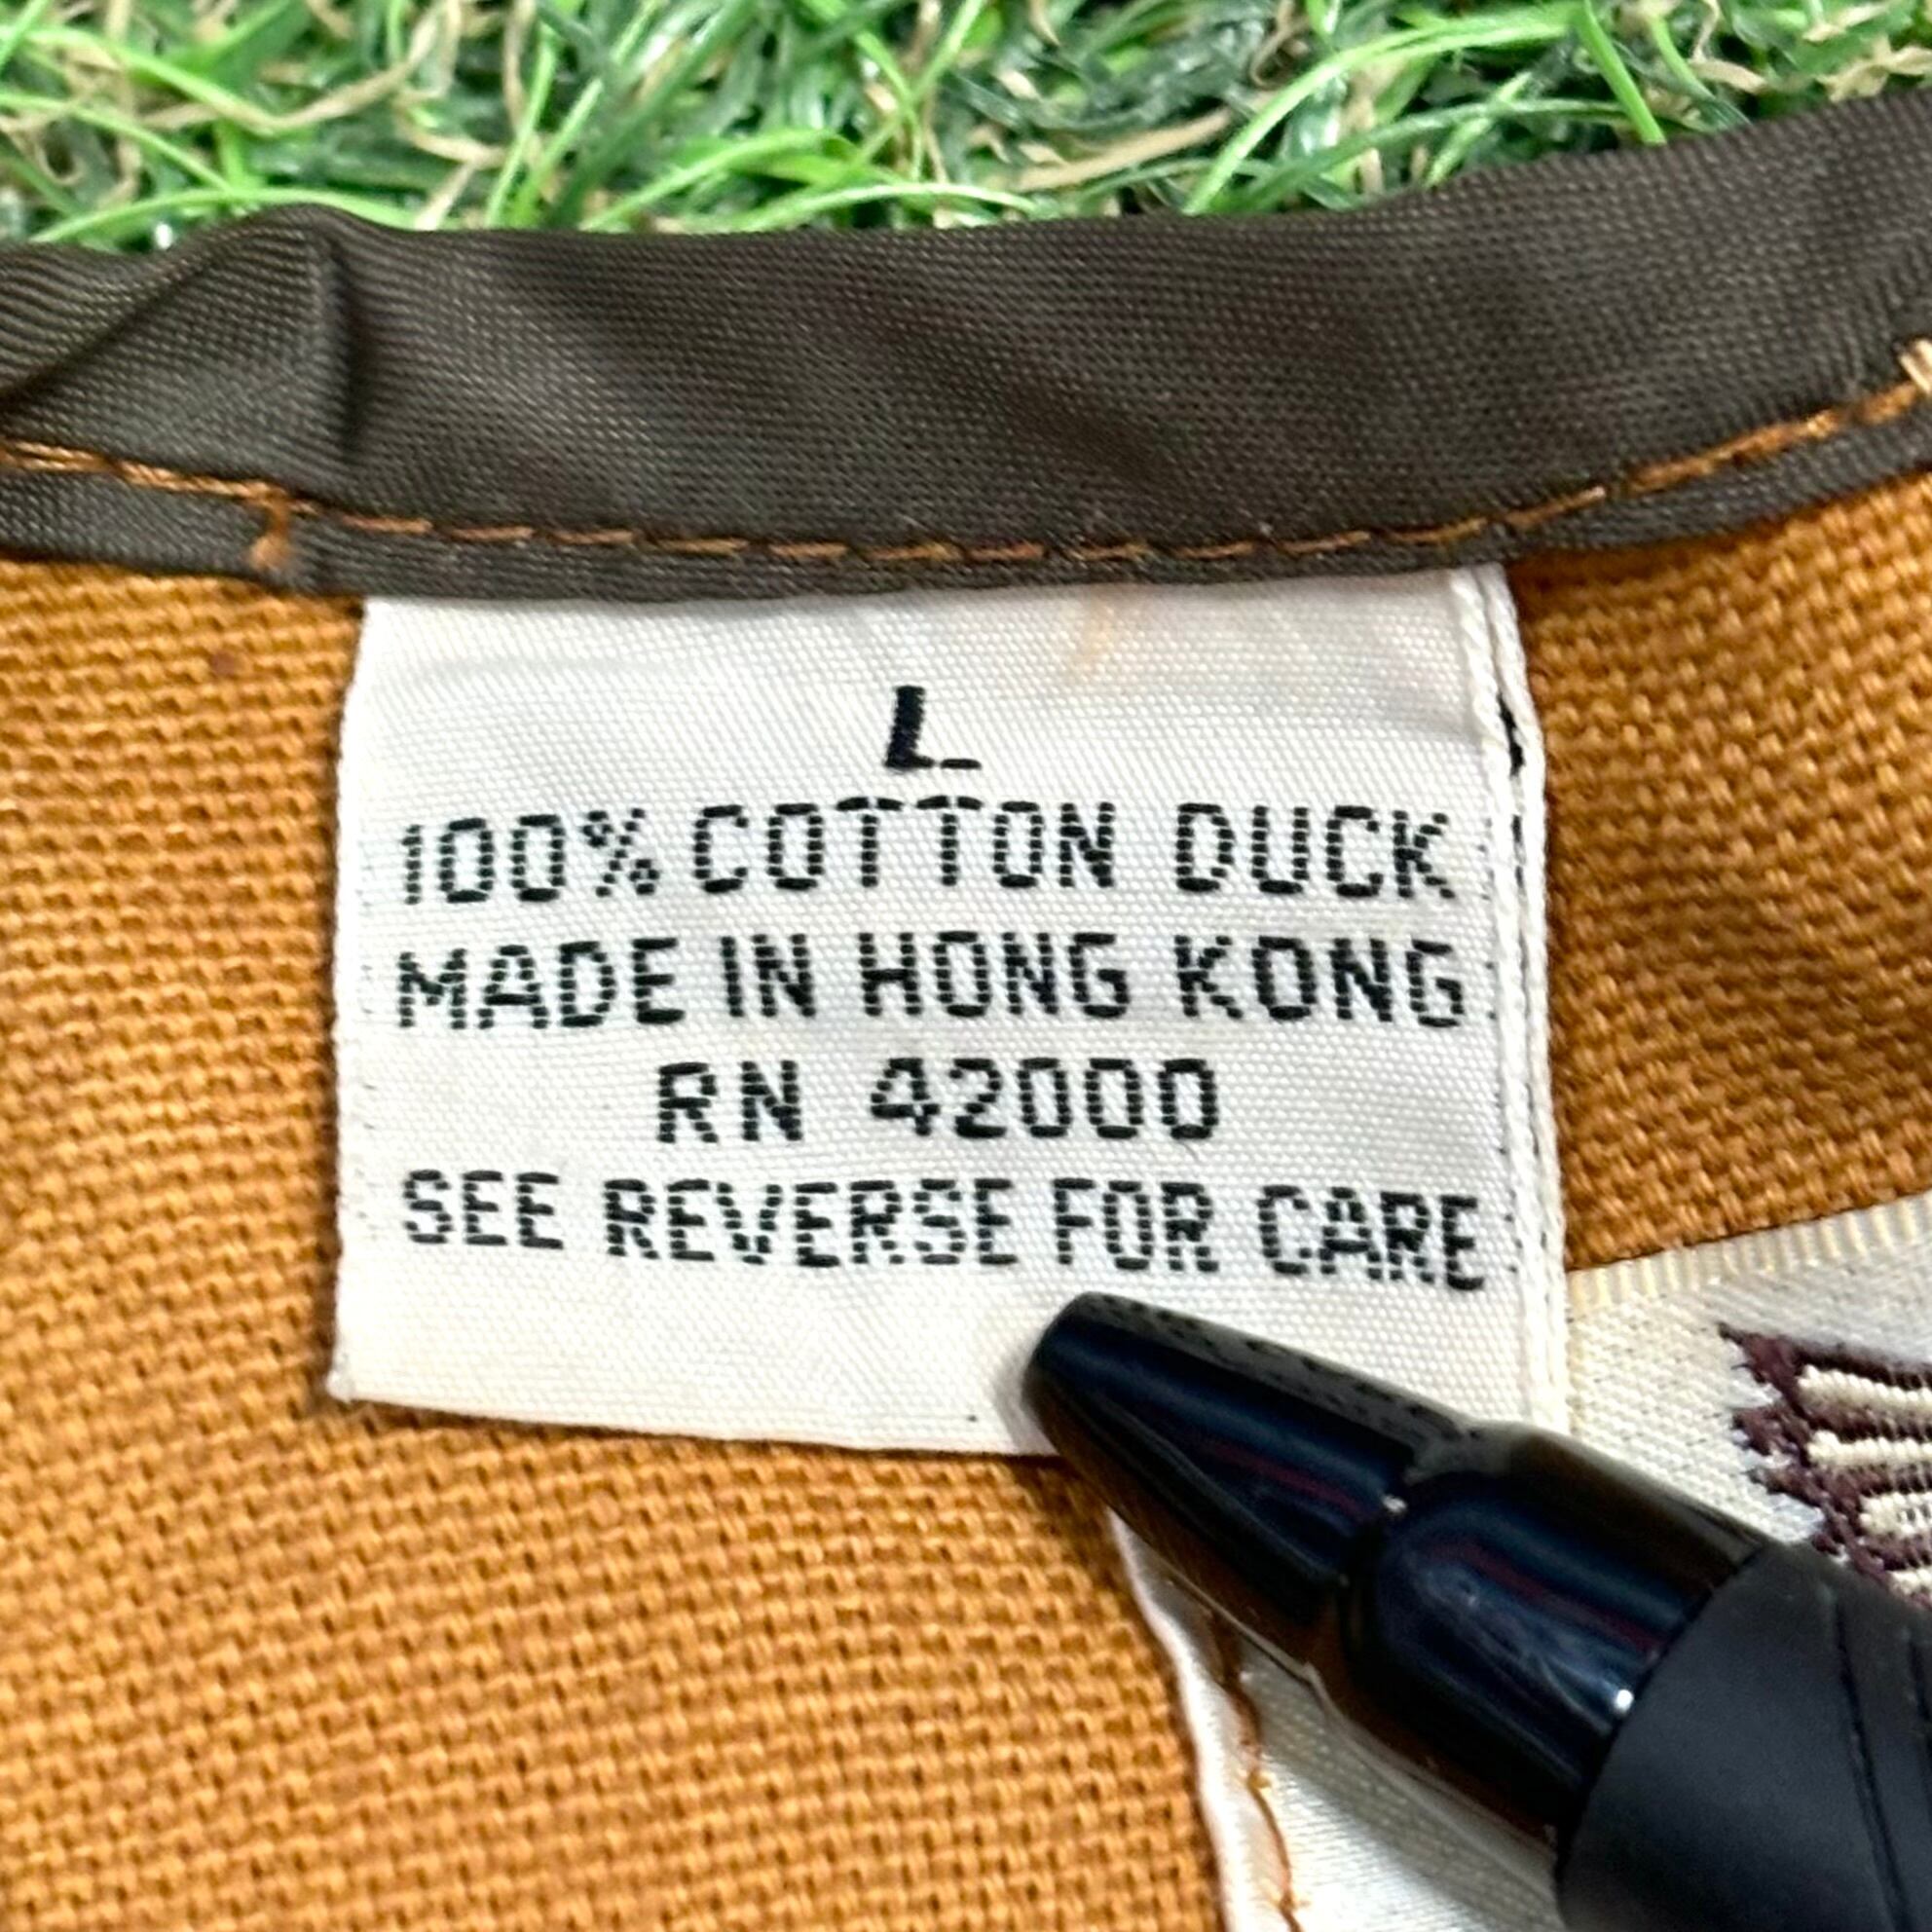 L
100% COTTON DUCK
MADE IN HONG KONG
RN 42000
SEE REVERSE FOR CARE